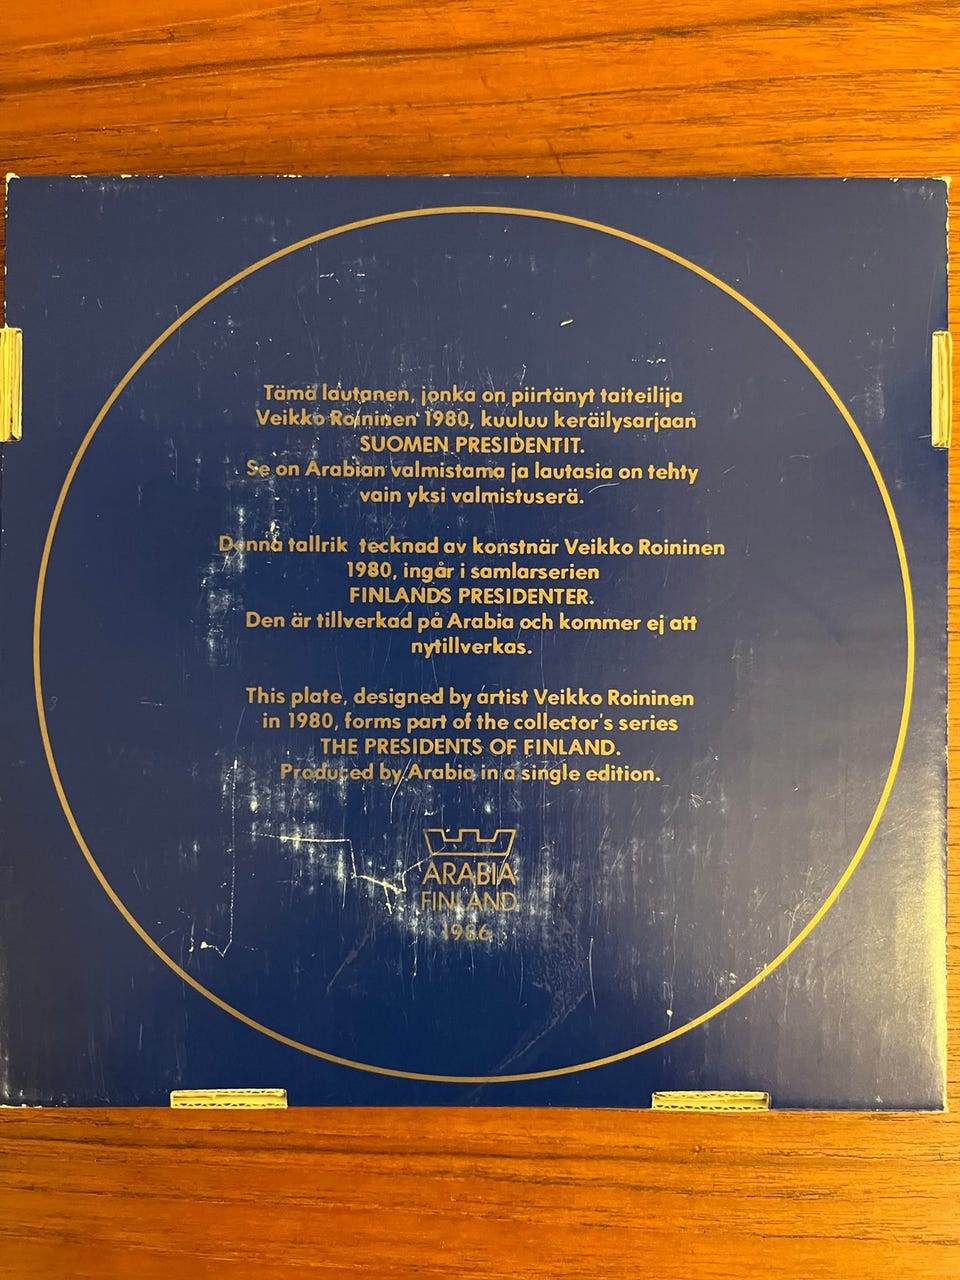 Tämä lautanen, jonka on piirtänyt taiteilija
Veikko Roininen 1980, kuuluu keräilysarjaan
SUOMEN PRESIDENTIT.
Se on Arabian valmistama ja lautasia on tehty
vain yksi valmistuserä.
Denna tallrik tecknad av konstnär Veikko Roininen
1980, ingår i samlarserien
FINLANDS PRESIDENTER.
Den är tillverkad på Arabia och kommer ej att
nytillverkas.
This plate, designed by artist Veikko Roininen
in 1980, forms part of the collector's series
THE PRESIDENTS OF FINLAND.
Produced by Arabia in a single edition.
ARABIA
FINLAND
1986